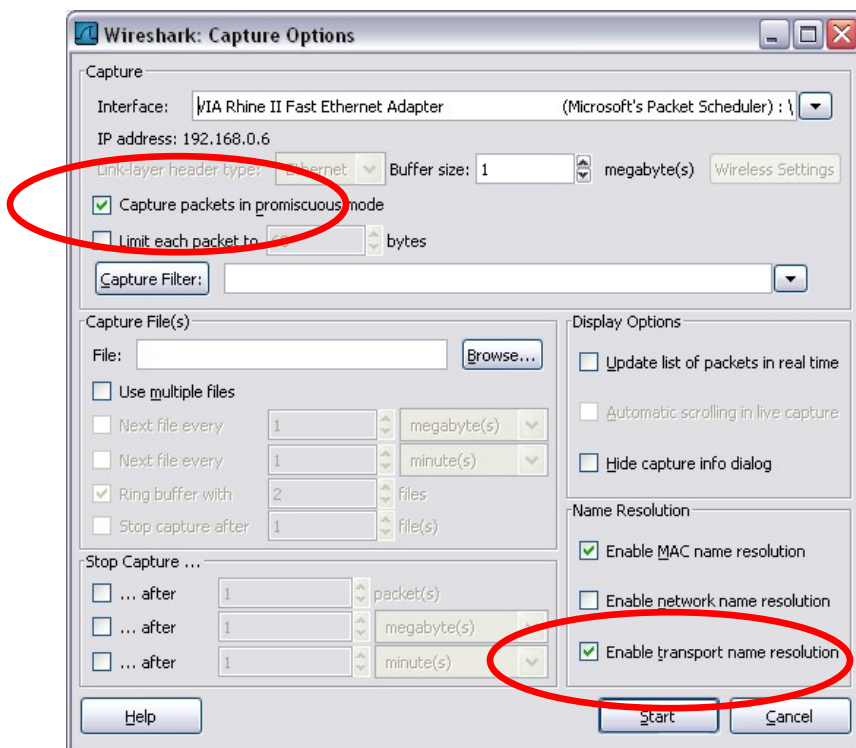 Wireshark: Capture Options
Capture
Interface: VIA Rhine II Fast Ethernet Adapter (Microsoft's Packet Scheduler) : \
IP address: 192.168.0.6
Link-layer header type: Ethernet Buffer size: 1 megabyte(s) Wireless Settings
Capture packets in promiscuous mode
Limit each packet to 68 bytes
Capture Filter:
Capture File(s)
File: Browse...
Use multiple files
Next file every 1 megabyte(s)
Next file every 1 minute(s)
Ring buffer with 2 files
Stop capture after 1 file(s)
Stop Capture ...
... after 1 packet(s)
... after 1 megabyte(s)
... after 1 minute(s)
Display Options
Update list of packets in real time
Automatic scrolling in live capture
Hide capture info dialog
Name Resolution
Enable MAC name resolution
Enable network name resolution
Enable transport name resolution
Help Start Cancel